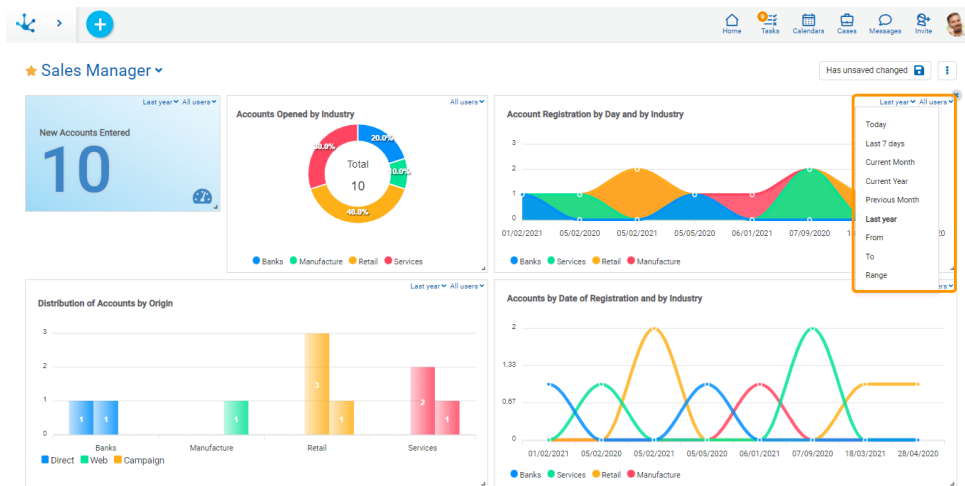 9
Home
Tasks
Calendars
Cases
Messages
Invite
Sales Manager
Has unsaved changed
Last year All users
New Accounts Entered
10
All users
Accounts Opened by Industry
20.0%
10.0%
40.0%
30.0%
Total
10
Banks Manufacture Retail Services
Last year All users
Account Registration by Day and by Industry
3
2
1
0
01/02/2021 05/02/2020 05/02/2021 05/05/2020 06/01/2021 07/09/2020
Banks Services Retail Manufacture
Today
Last 7 days
Current Month
Current Year
Previous Month
Last year
From
To
Range
Last year All users
Distribution of Accounts by Origin
3
2
1
0
1 1
1
3 1
2 1
Banks Manufacture Retail Services
Direct Web Campaign
Accounts by Date of Registration and by Industry
2
1,33
0.67
0
01/02/2021 05/02/2020 05/02/2021 05/05/2020 06/01/2021 07/09/2020 18/03/2021 28/04/2020
Banks Services Retail Manufacture